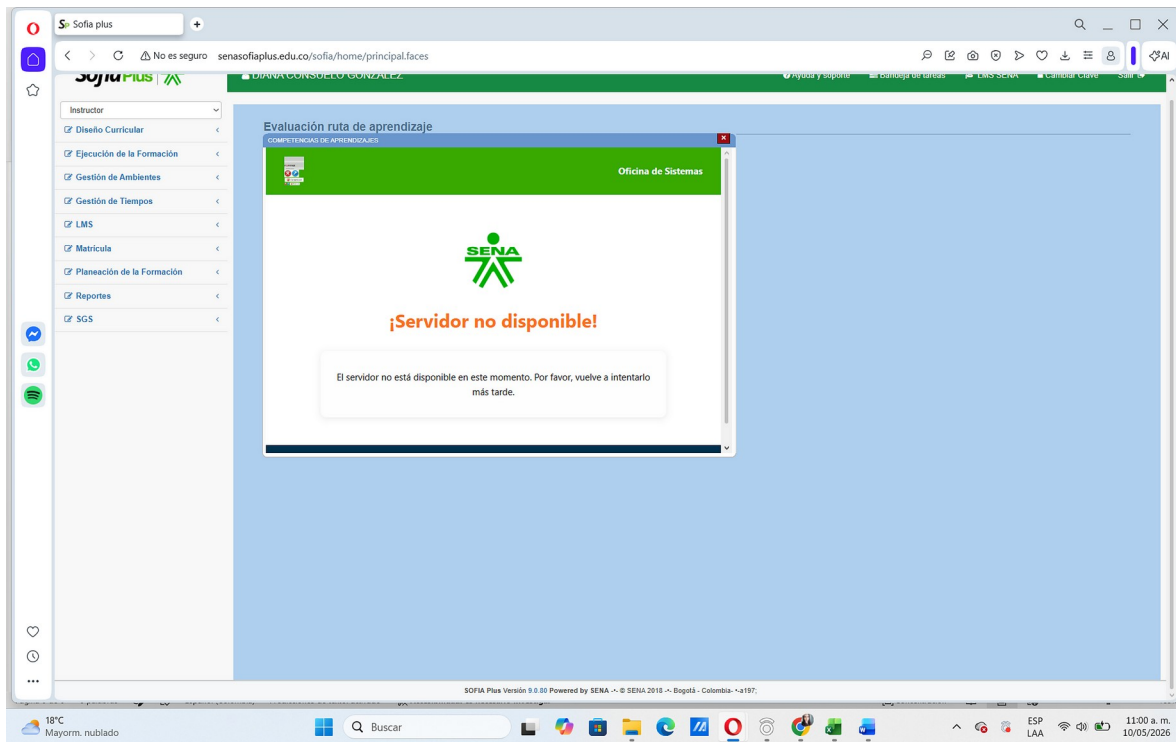 Sofia plus
No es seguro senasofiaplus.edu.co/sofia/home/principal.faces
AI
Sofia Plus
DIANA CONSUELO GONZALEZ
Ayuda y soporte
Bandeja de tareas
LMS SENA
Cambiar Clave
Salir
Instructor
Diseño Curricular
Ejecución de la Formación
Gestión de Ambientes
Gestión de Tiempos
LMS
Matrícula
Planeación de la Formación
Reportes
SGS
Evaluación ruta de aprendizaje
COMPETENCIAS DE APRENDIZAJES
Oficina de Sistemas
SENA
¡Servidor no disponible!
El servidor no está disponible en este momento. Por favor, vuelve a intentarlo
más tarde.
SOFIA Plus Versión 9.0.80 Powered by SENA -•- © SENA 2018 -•- Bogotá - Colombia- •-a197;
18°C
Mayorm. nublado
Buscar
ESP
LAA
11:00 a. m.
10/05/2026